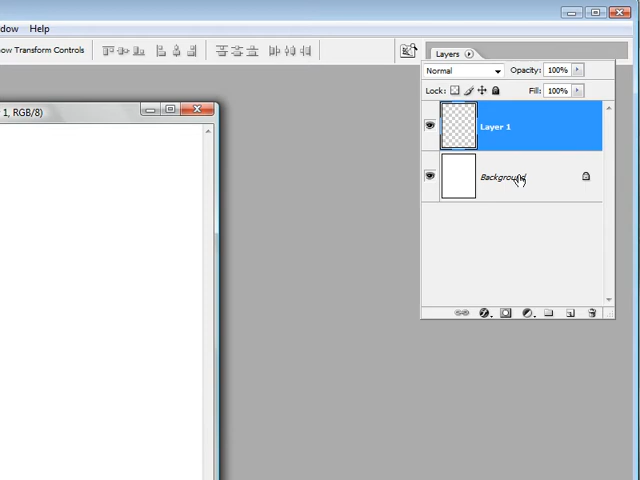 dow Help
ow Transform Controls
Layers
Normal Opacity: 100%
Lock: Fill: 100%
1, RGB/8)
Layer 1
Background